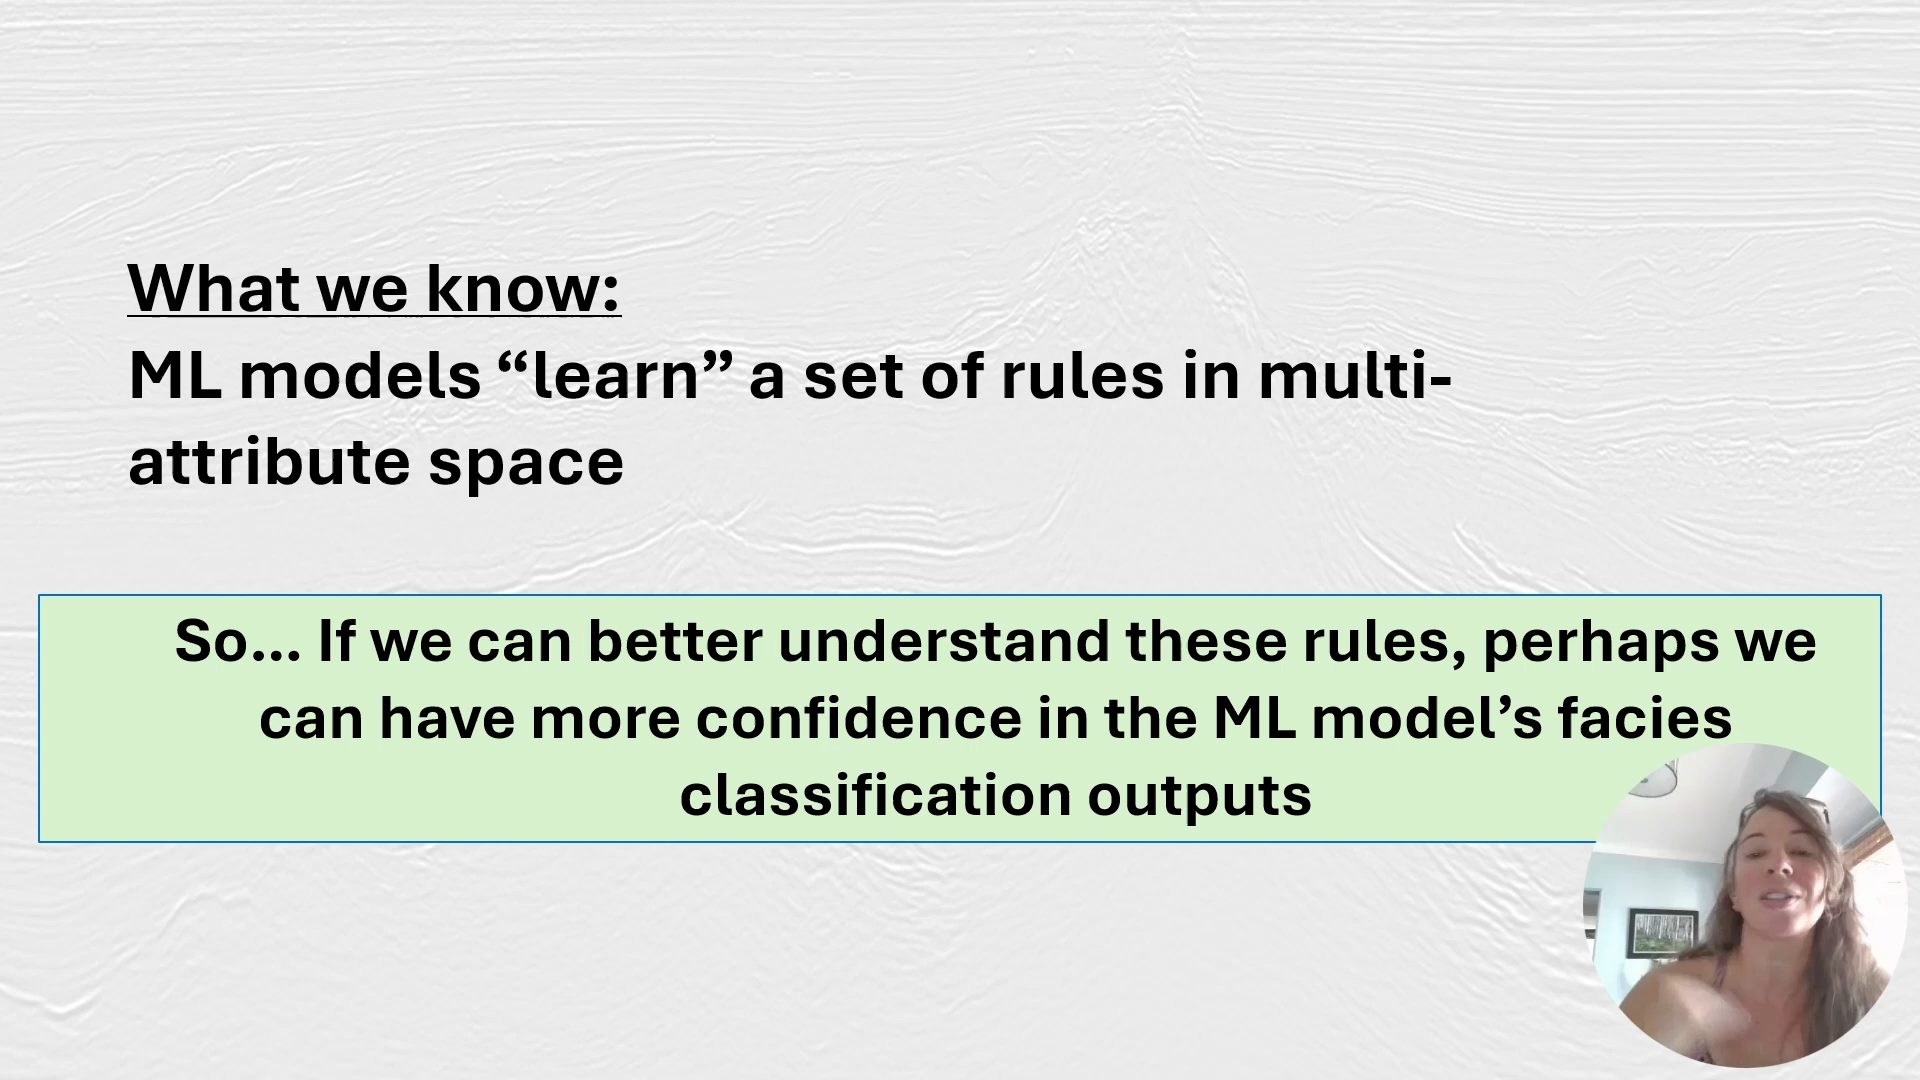 What we know:
ML models “learn” a set of rules in multi-
attribute space
So… If we can better understand these rules, perhaps we
can have more confidence in the ML model’s facies
classification outputs